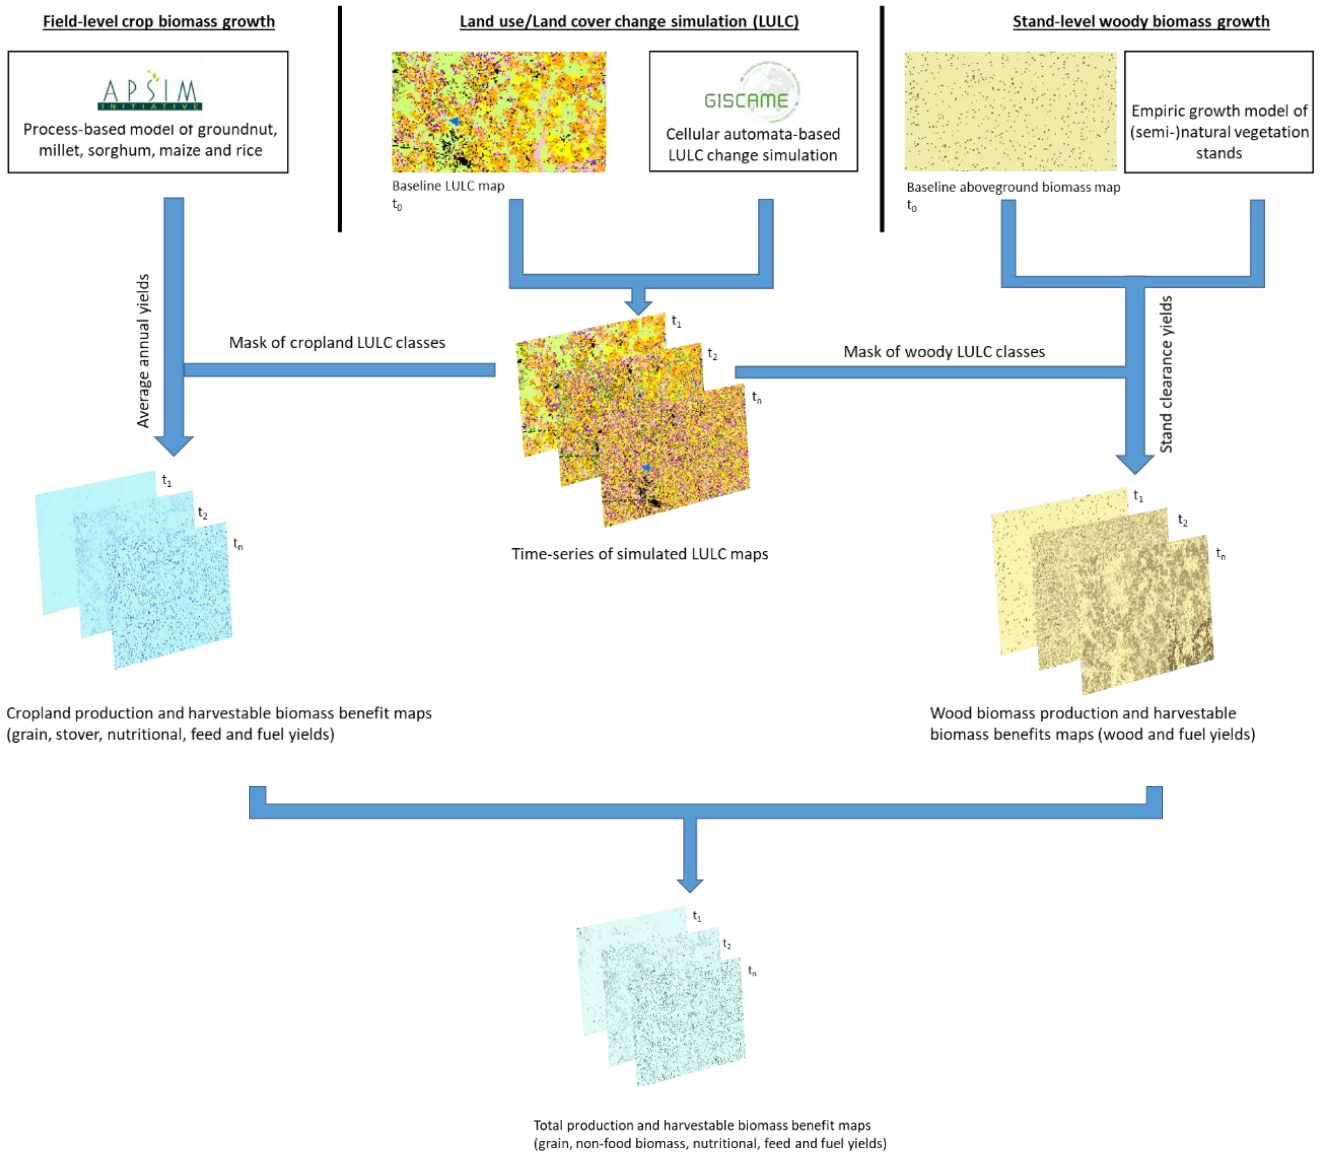 Field-level crop biomass growth
Land use/Land cover change simulation (LULC)
Stand-level woody biomass growth
APSIM
INITIATIVE
Process-based model of groundnut,
millet, sorghum, maize and rice
Baseline LULC map
t0
GISCAME
Cellular automata-based
LULC change simulation
Baseline aboveground biomass map
t0
Empiric growth model of
(semi-)natural vegetation
stands
Average annual yields
Mask of cropland LULC classes
t1
t2
tn
Mask of woody LULC classes
Stand clearance yields
Time-series of simulated LULC maps
t1
t2
tn
t1
t2
tn
Cropland production and harvestable biomass benefit maps
(grain, stover, nutritional, feed and fuel yields)
Wood biomass production and harvestable
biomass benefits maps (wood and fuel yields)
t1
t2
tn
Total production and harvestable biomass benefit maps
(grain, non-food biomass, nutritional, feed and fuel yields)